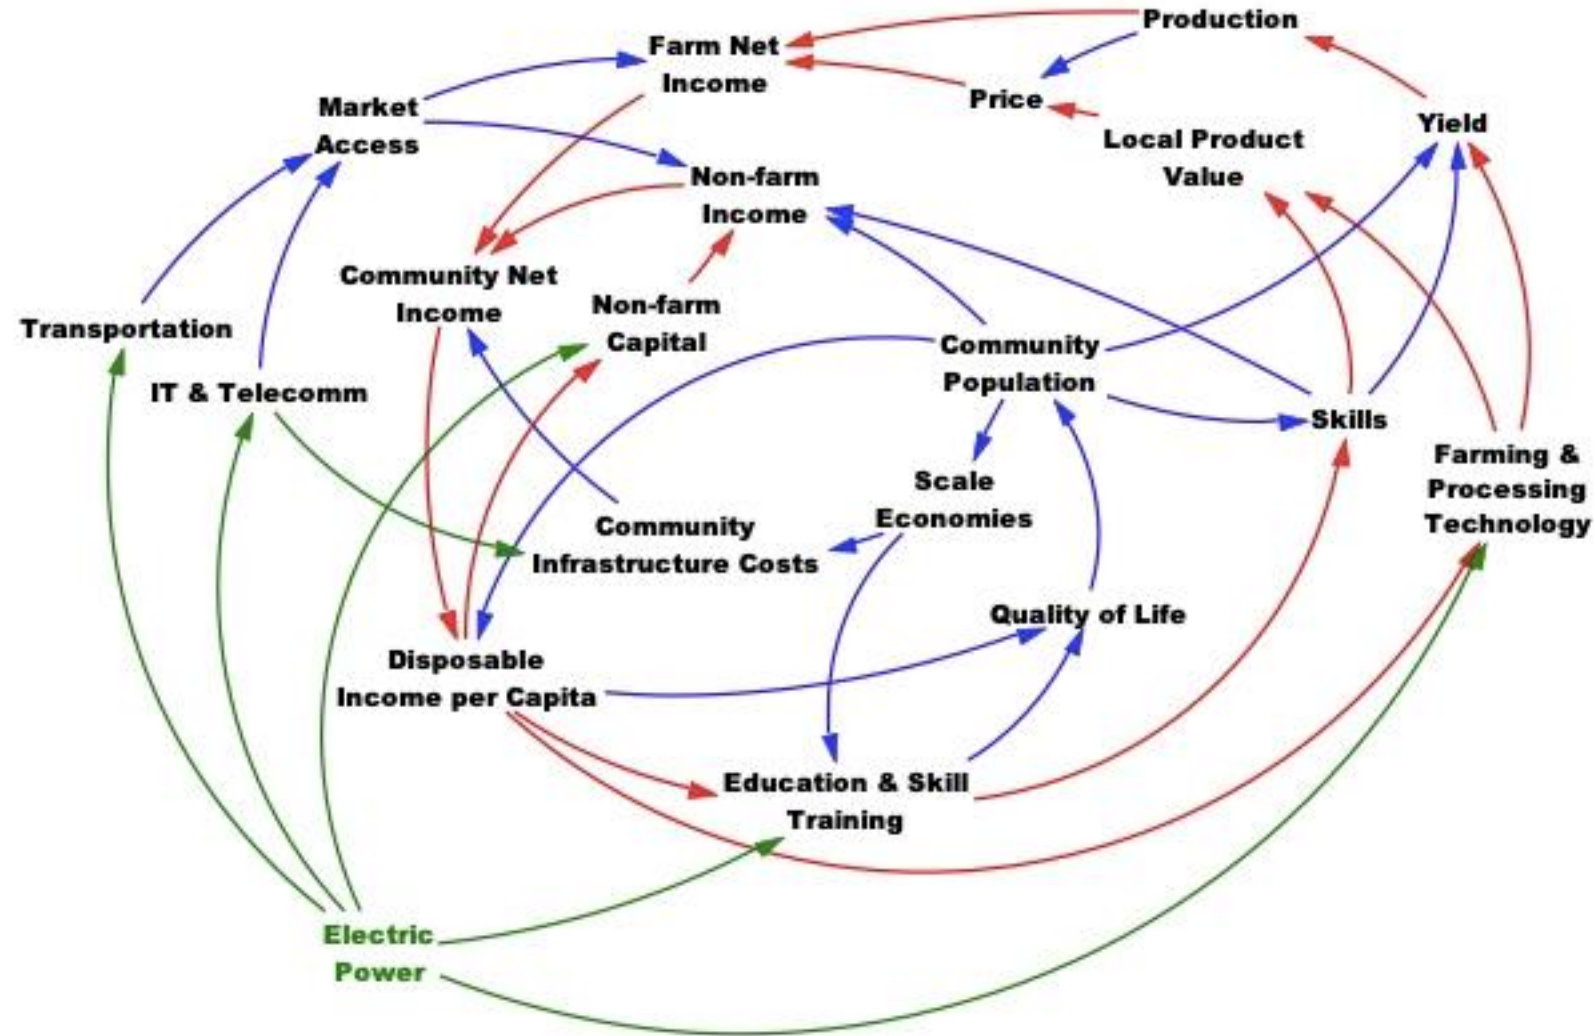 Production
Farm Net
Income
Price
Market
Access
Yield
Local Product
Value
Non-farm
Income
Community Net
Income
Non-farm
Capital
Transportation
Community
Population
IT & Telecomm
Skills
Farming &
Processing
Technology
Scale
Economies
Community
Infrastructure Costs
Quality of Life
Disposable
Income per Capita
Education & Skill
Training
Electric
Power